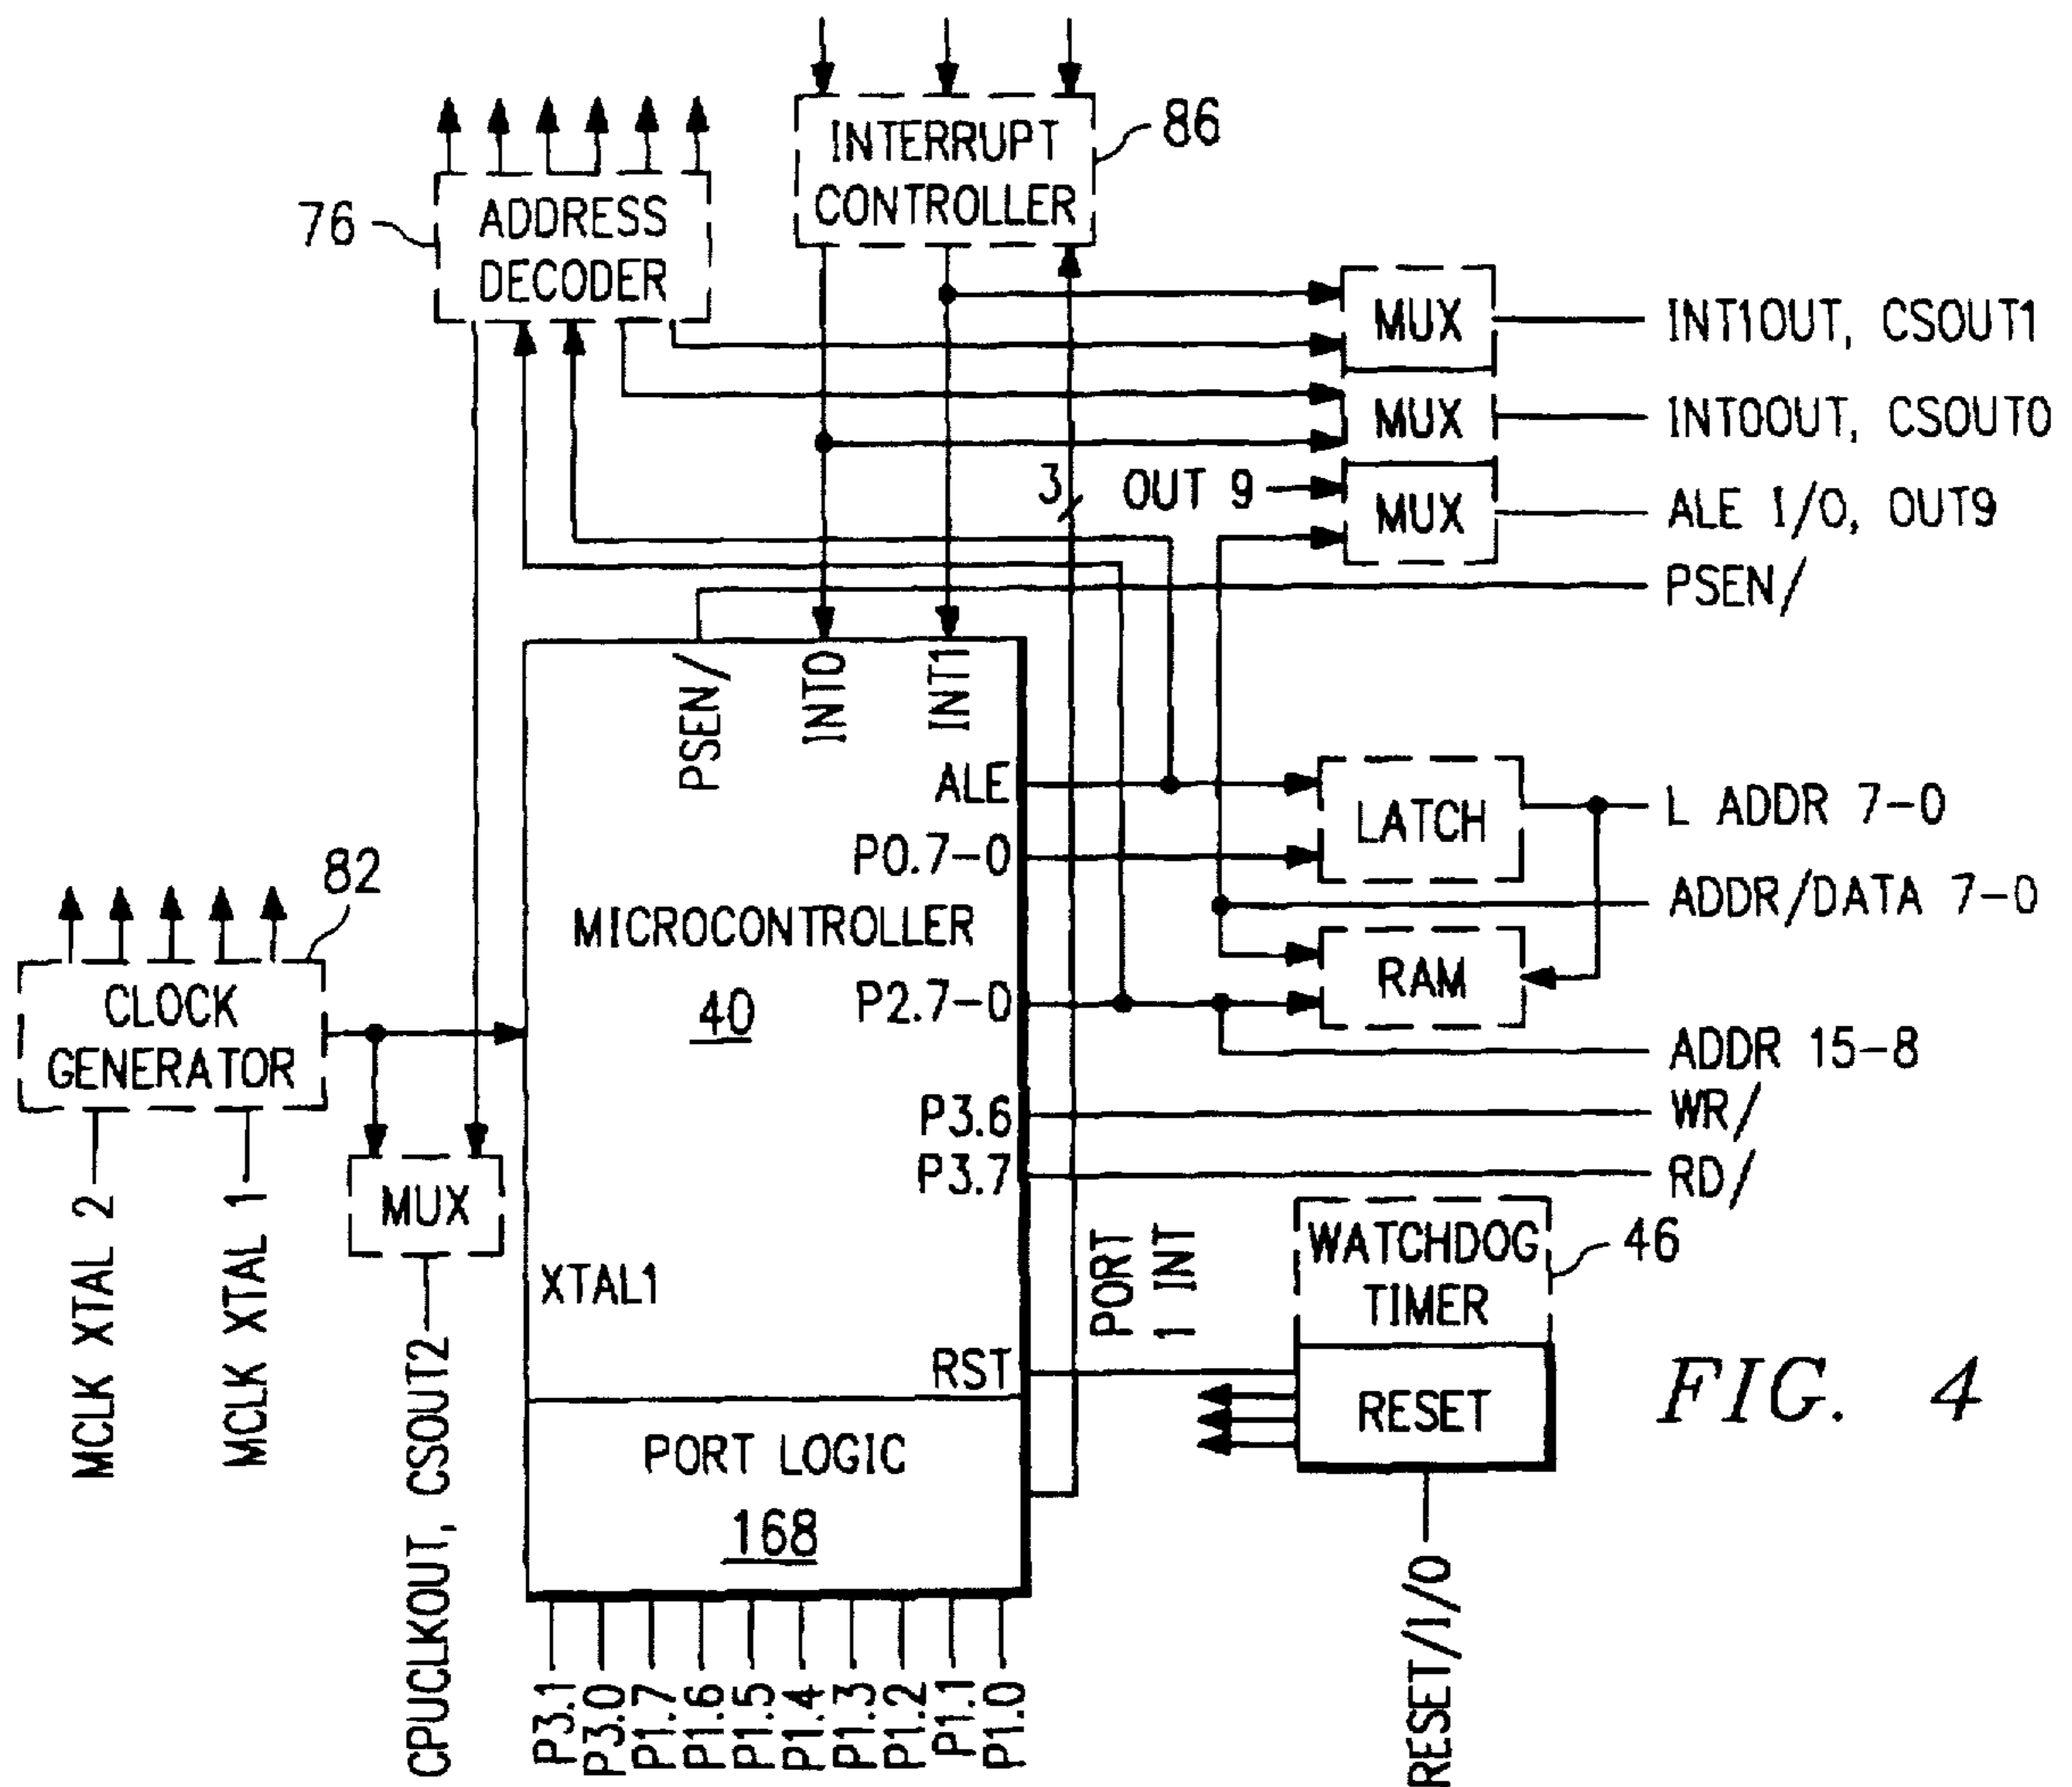 INTERRUPT
CONTROLLER
86
76
ADDRESS
DECODER
MUX
INT1OUT, CSOUT1
MUX
INT0OUT, CSOUT0
3
OUT 9
MUX
ALE I/O, OUT9
PSEN/
PSEN/
INT0
INT1
ALE
LATCH
L ADDR 7-0
P0.7-0
82
MICROCONTROLLER
40
ADDR/DATA 7-0
CLOCK
GENERATOR
P2.7-0
RAM
ADDR 15-8
P3.6
WR/
P3.7
RD/
MCLK XTAL 2
MCLK XTAL 1
MUX
CPUCLKOUT, CSOUT2
XTAL1
PORT
1 INT
WATCHDOG
TIMER
46
RST
RESET
FIG. 4
PORT LOGIC
168
RESET/I/O
P3.1
P3.0
P1.7
P1.6
P1.5
P1.4
P1.3
P1.2
P1.1
P1.0